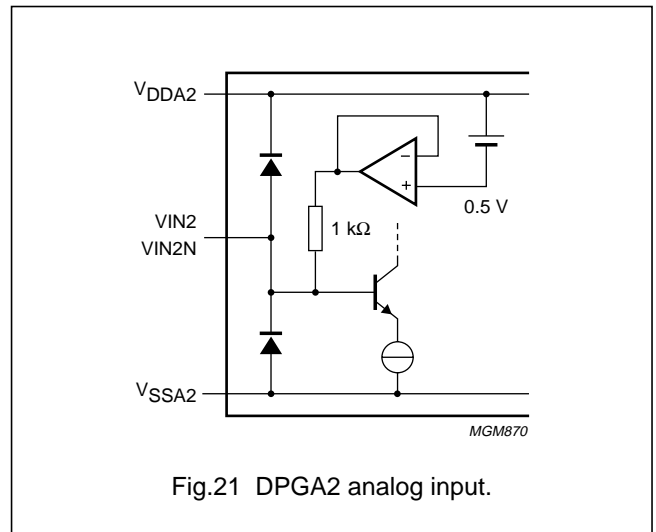 VDDA2
−
+
0.5 V
VIN2
VIN2N
1 kΩ
VSSA2
MGM870
Fig.21 DPGA2 analog input.